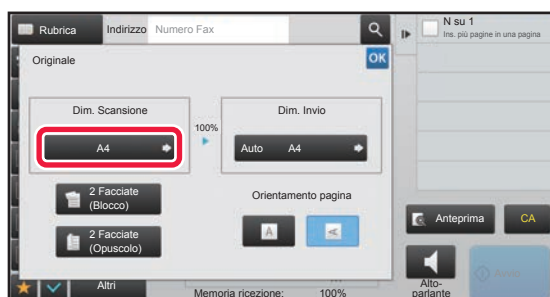 Rubrica
Indirizzo
Numero Fax
N su 1
Ins. più pagine in una pagina
Originale
OK
Dim. Scansione
Dim. Invio
100%
A4
Auto A4
2 Facciate
(Blocco)
Orientamento pagina
2 Facciate
(Opuscolo)
A
A
Anteprima
CA
Altri
Memoria ricezione: 100%
Alto-
parlante
Avvio